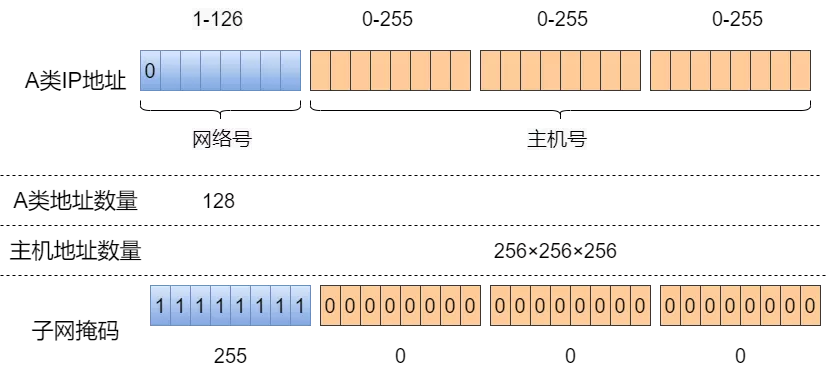 1-126 0-255 0-255 0-255
A类IP地址 0
网络号 主机号
A类地址数量 128
主机地址数量 256×256×256
子网掩码 1 1 1 1 1 1 1 1 0 0 0 0 0 0 0 0 0 0 0 0 0 0 0 0 0 0 0 0 0 0 0 0
255 0 0 0